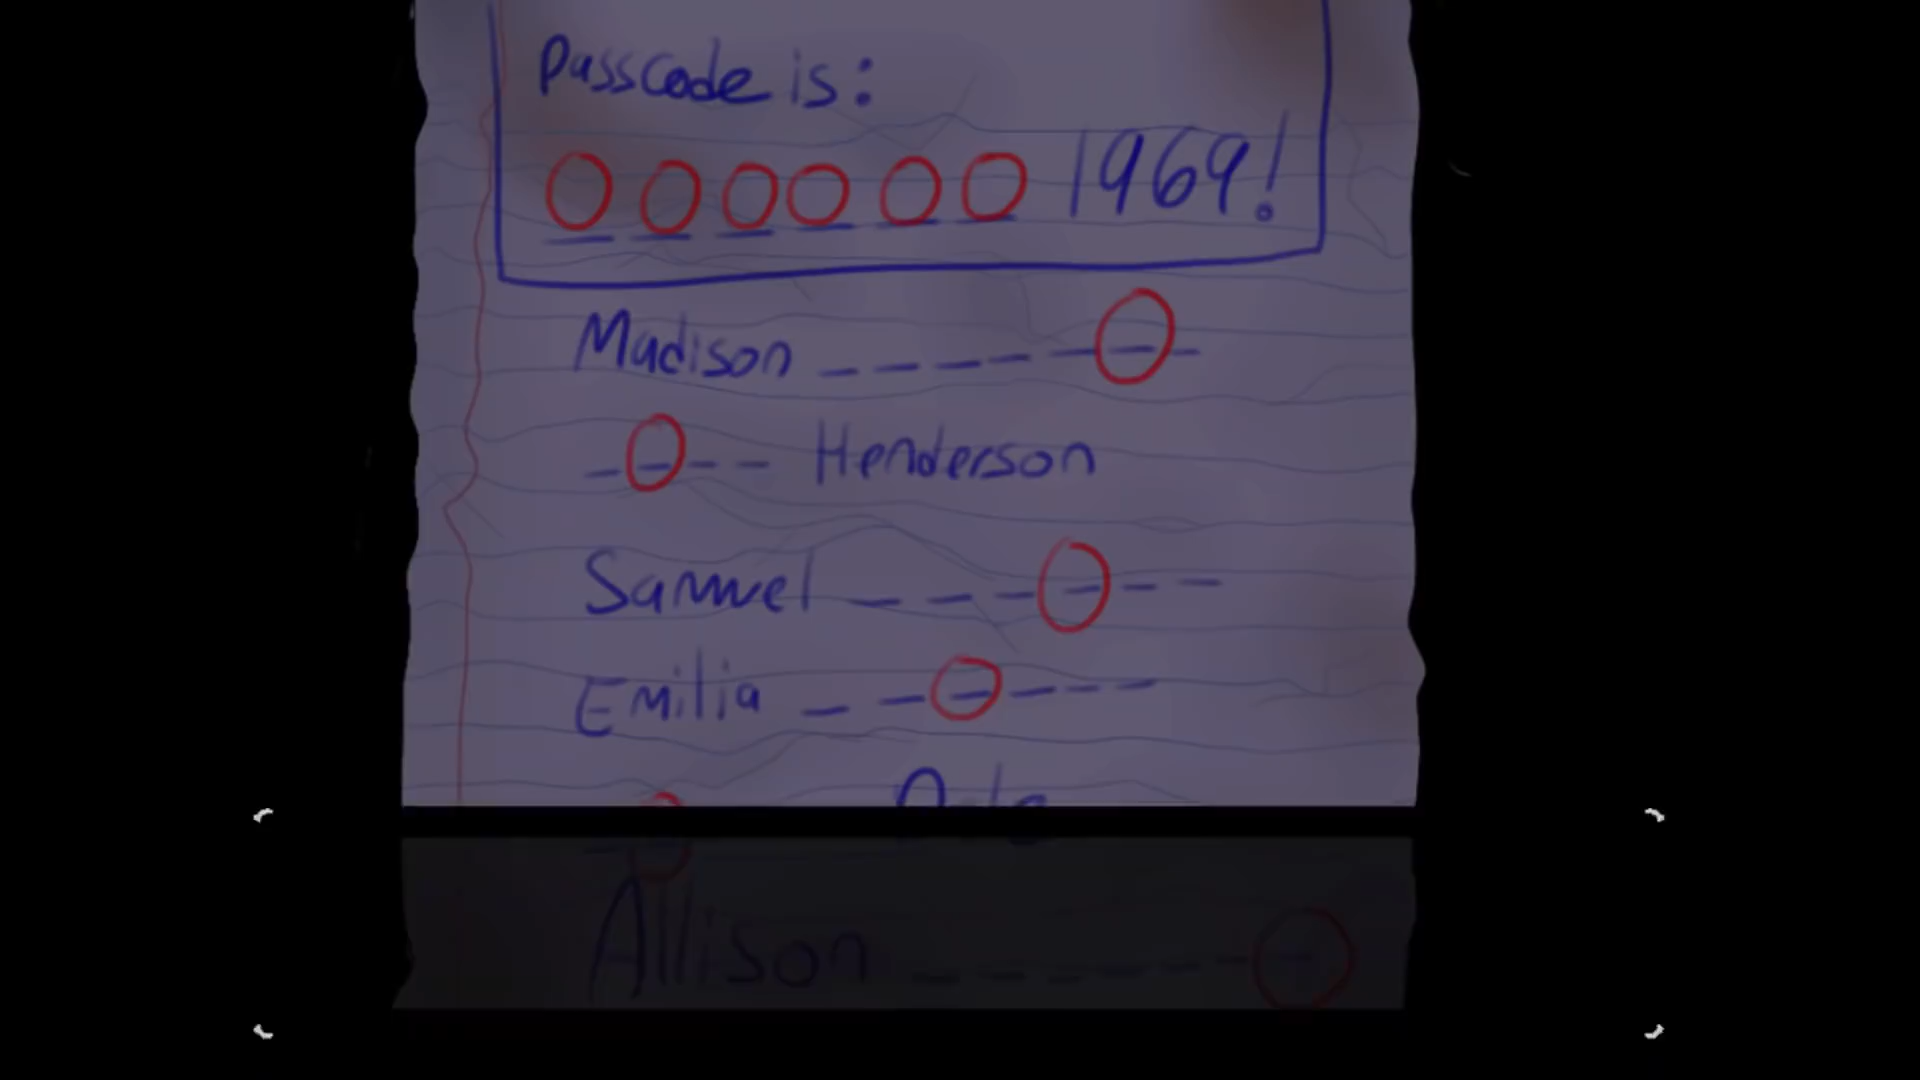 Passcode is:
_ _ _ _ _ _ 1969!
Madison _ _ _ _ _ _ _
_ _ _ _ Henderson
Samuel _ _ _ _ _ _
Emilia _ _ _ _ _ _
Allison _ _ _ _ _ _ _